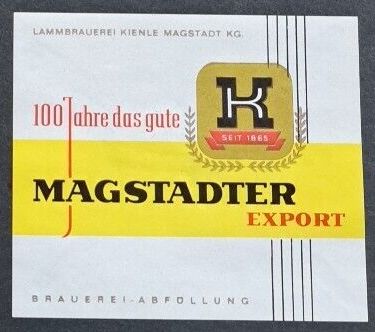 LAMMBRAUEREI KIENLE MAGSTADT KG.
K
SEIT 1865
100 Jahre das gute
MAGSTADTER
EXPORT
BRAUEREI-ABFÜLLUNG